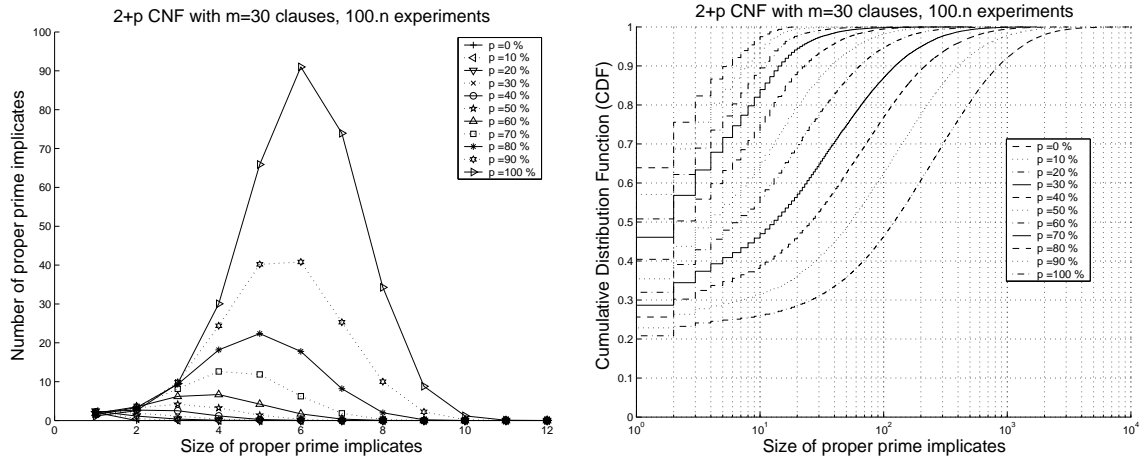 2+p CNF with m=30 clauses, 100.n experiments
100
90
80
70
60
50
40
30
20
10
0
Number of proper prime implicates
0
2
4
6
8
10
12
Size of proper prime implicates
p =0 %
p =10 %
p =20 %
p =30 %
p =40 %
p =50 %
p =60 %
p =70 %
p =80 %
p =90 %
p =100 %
2+p CNF with m=30 clauses, 100.n experiments
1
0.9
0.8
0.7
0.6
0.5
0.4
0.3
0.2
0.1
0
Cumulative Distribution Function (CDF)
10^0
10^1
10^2
10^3
10^4
Size of proper prime implicates
p =0 %
p =10 %
p =20 %
p =30 %
p =40 %
p =50 %
p =60 %
p =70 %
p =80 %
p =90 %
p =100 %